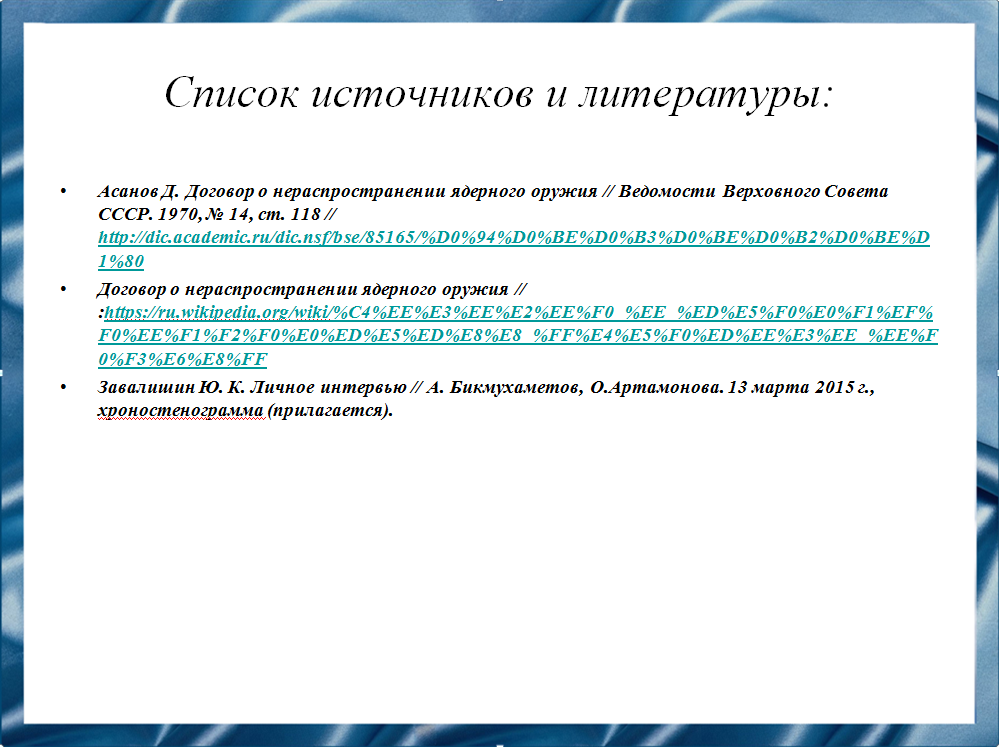 Список источников и литературы:
• Асанов Д. Договор о нераспространении ядерного оружия // Ведомости Верховного Совета
СССР. 1970, № 14, ст. 118 //
http://dic.academic.ru/dic.nsf/bse/85165/%D0%94%D0%BE%D0%B3%D0%BE%D0%B2%D0%BE%D
1%80
• Договор о нераспространении ядерного оружия //
:https://ru.wikipedia.org/wiki/%C4%EE%E3%EE%E2%EE%F0_%EE_%ED%E5%F0%E0%F1%EF%
F0%EE%F1%F2%F0%E0%ED%E5%ED%E8%E8_%FF%E4%E5%F0%ED%EE%E3%EE_%EE%F
0%F3%E6%E8%FF
• Завалишин Ю. К. Личное интервью // А. Бикмухаметов, О.Артамонова. 13 марта 2015 г.,
хроностенограмма (прилагается).